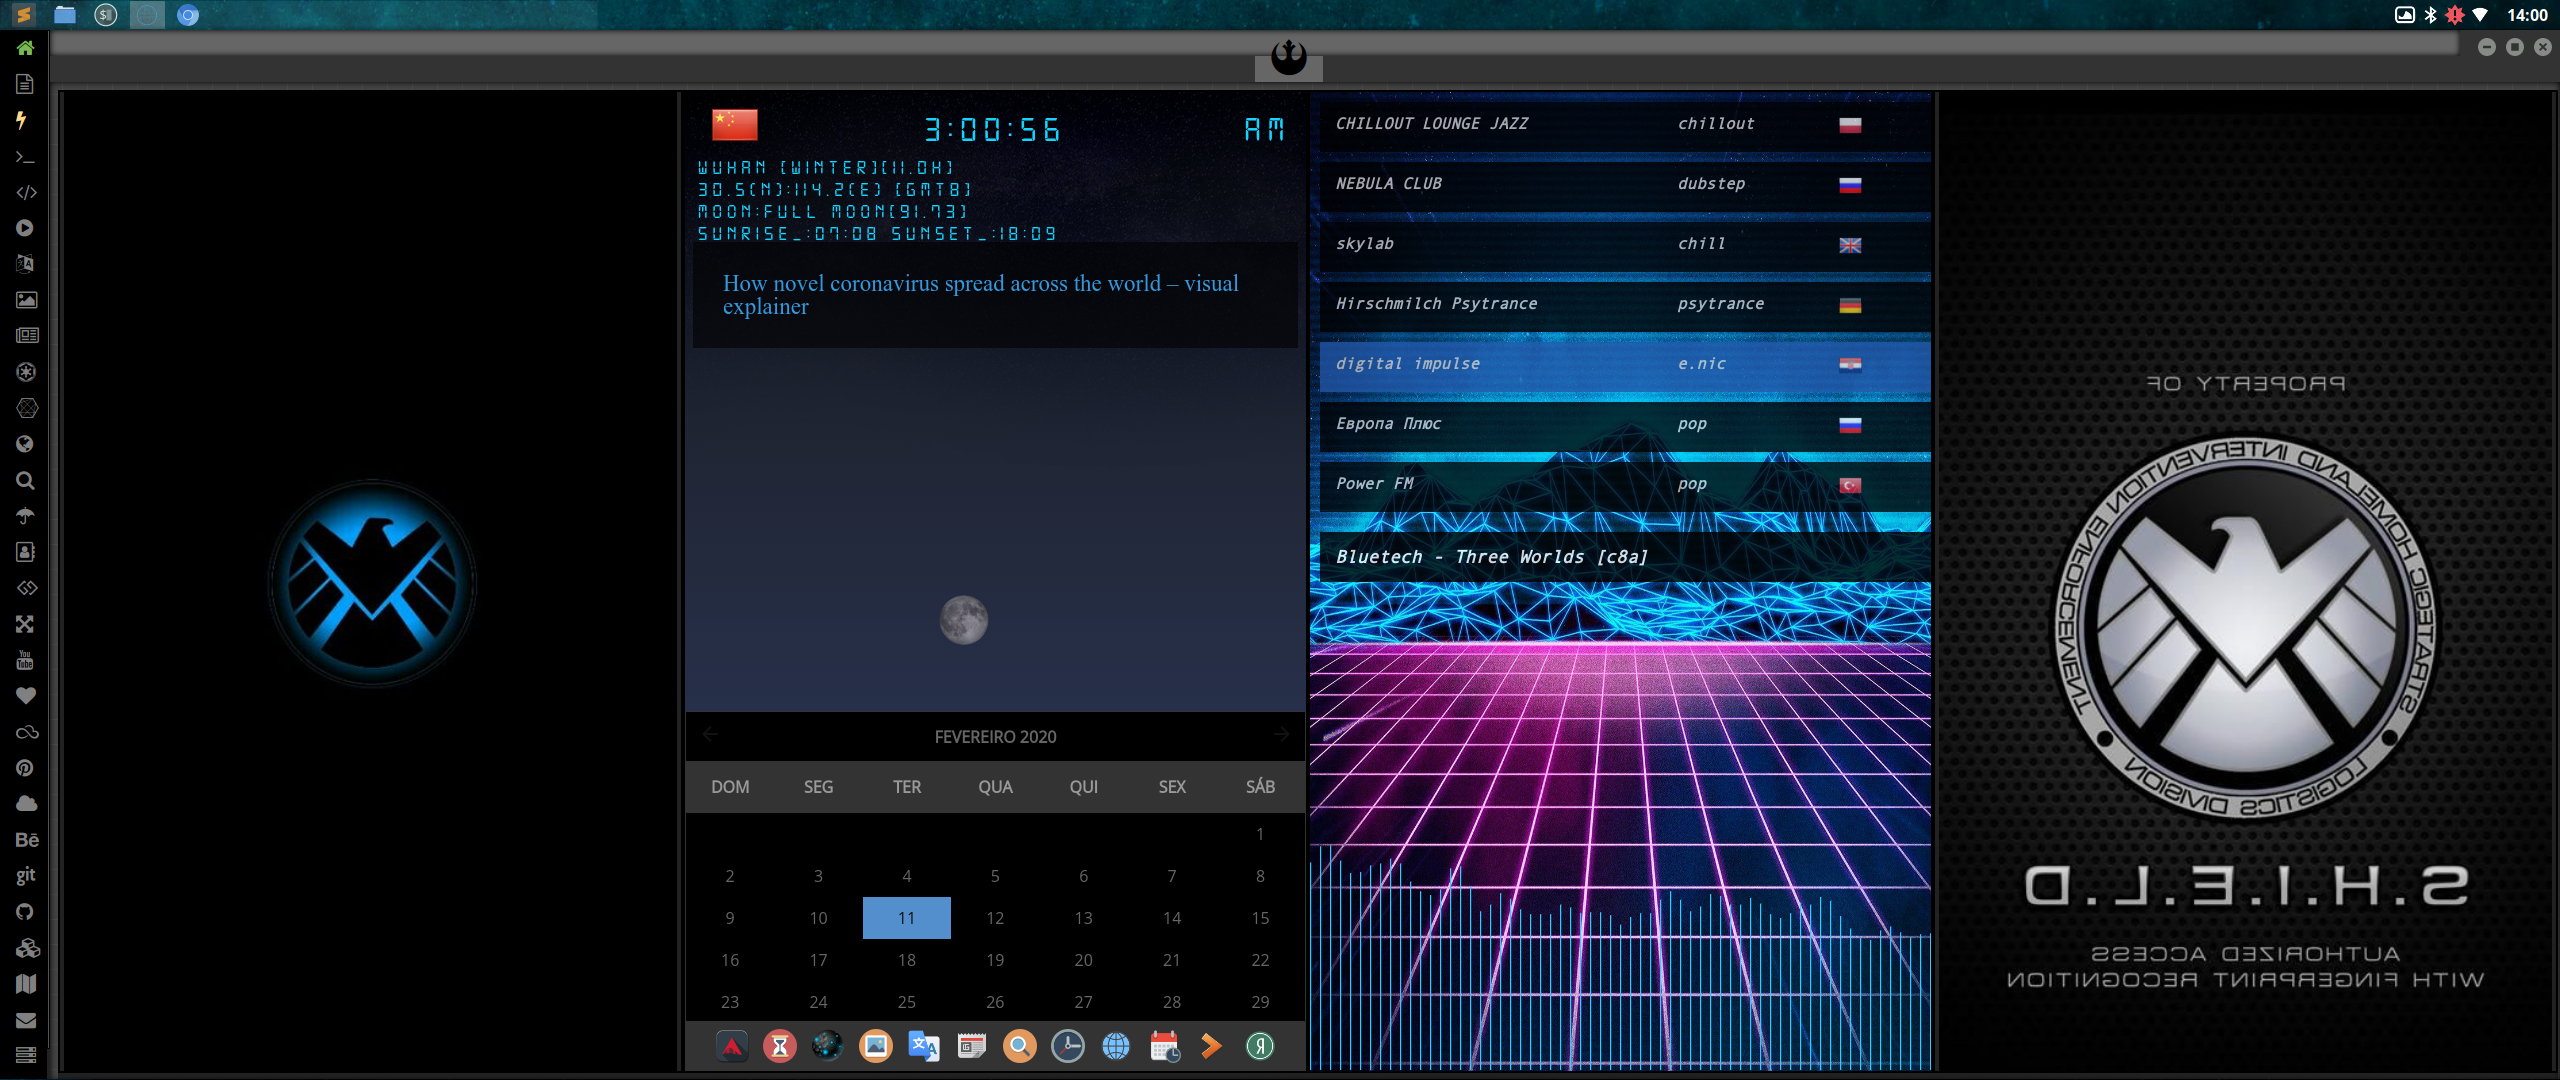 14:00
3:00:56 AM
WUHAN [WINTER][11.0H]
30.5(N):114.2(E) [GMT8]
MOON:FULL MOON(91.73)
SUNRISE_:07:08 SUNSET_:18:09
How novel coronavirus spread across the world – visual
explainer
FEVEREIRO 2020
DOM SEG TER QUA QUI SEX SÁB
1
2 3 4 5 6 7 8
9 10 11 12 13 14 15
16 17 18 19 20 21 22
23 24 25 26 27 28 29
CHILLOUT LOUNGE JAZZ chillout
NEBULA CLUB dubstep
skylab chill
Hirschmilch Psytrance psytrance
digital impulse e.nic
Европа Плюс pop
Power FM pop
Bluetech - Three Worlds [c8a]
PROPERTY OF
STRATEGIC HOMELAND INTERVENTION ENFORCEMENT
LOGISTICS DIVISION
S.H.I.E.L.D
AUTHORIZED ACCESS
WITH FINGERPRINT RECOGNITION
You
Tube
Bē
git